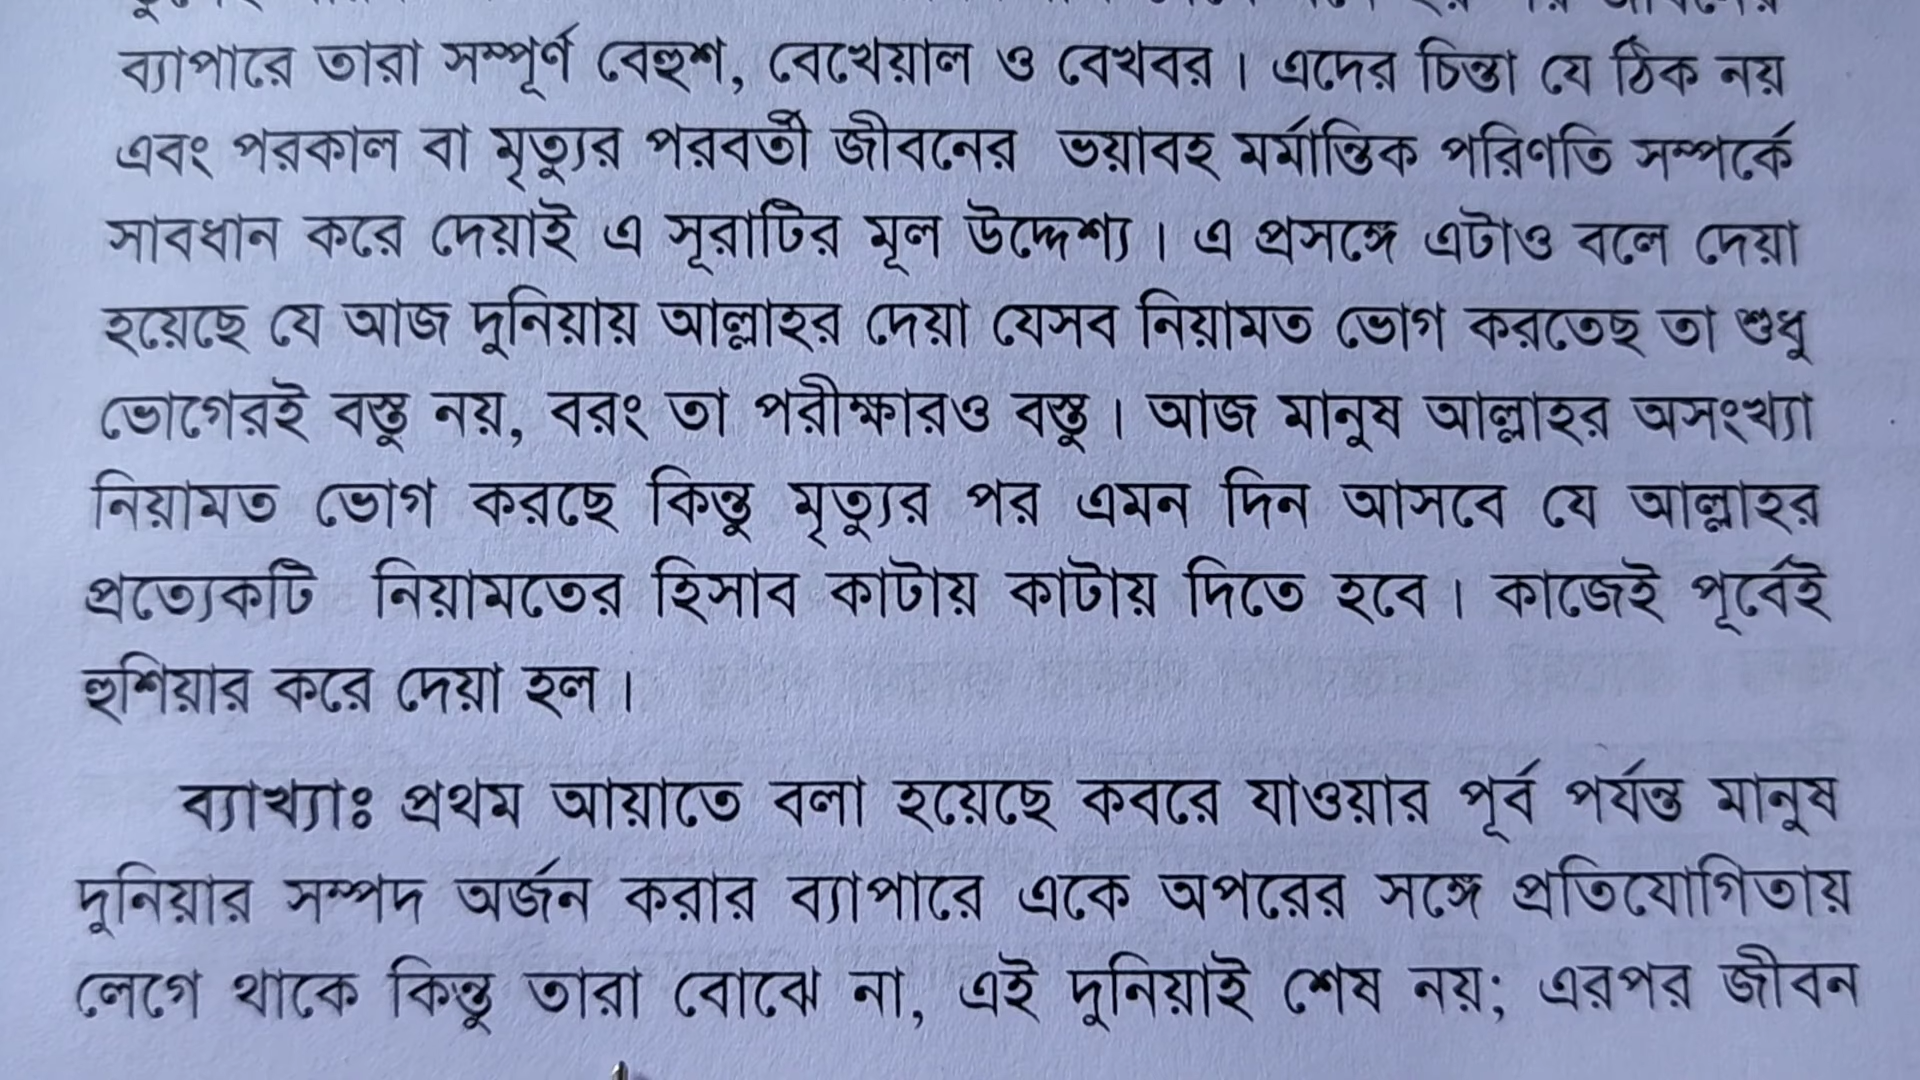 ব্যাপারে তারা সম্পূর্ণ বেহুশ, বেখেয়াল ও বেখবর। এদের চিন্তা যে ঠিক নয়
এবং পরকাল বা মৃত্যুর পরবর্তী জীবনের ভয়াবহ মর্মান্তিক পরিণতি সম্পর্কে
সাবধান করে দেয়াই এ সূরাটির মূল উদ্দেশ্য। এ প্রসঙ্গে এটাও বলে দেয়া
হয়েছে যে আজ দুনিয়ায় আল্লাহর দেয়া যেসব নিয়ামত ভোগ করতেছ তা শুধু
ভোগেরই বস্তু নয়, বরং তা পরীক্ষারও বস্তু। আজ মানুষ আল্লাহর অসংখ্যা
নিয়ামত ভোগ করছে কিন্তু মৃত্যুর পর এমন দিন আসবে যে আল্লাহর
প্রত্যেকটি নিয়ামতের হিসাব কাটায় কাটায় দিতে হবে। কাজেই পূর্বেই
হুশিয়ার করে দেয়া হল।
ব্যাখ্যাঃ প্রথম আয়াতে বলা হয়েছে কবরে যাওয়ার পূর্ব পর্যন্ত মানুষ
দুনিয়ার সম্পদ অর্জন করার ব্যাপারে একে অপরের সঙ্গে প্রতিযোগিতায়
লেগে থাকে কিন্তু তারা বোঝে না, এই দুনিয়াই শেষ নয়; এরপর জীবন